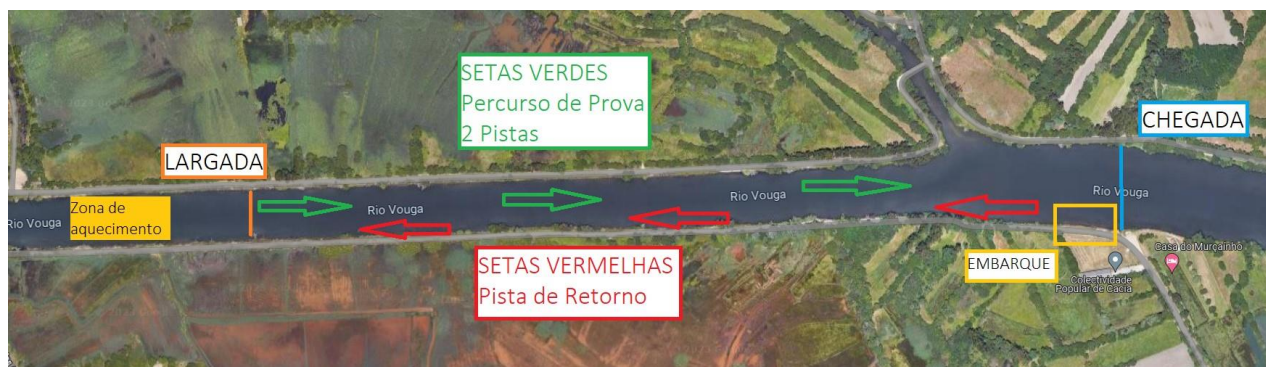 SETAS VERDES
Percurso de Prova
2 Pistas
CHEGADA
LARGADA
Zona de
aquecimento
Rio Vouga
Rio Vouga
Rio Vouga
Rio Vouga
SETAS VERMELHAS
Pista de Retorno
EMBARQUE
Casa do Murçainho
Colectividade
Popular de Cacia